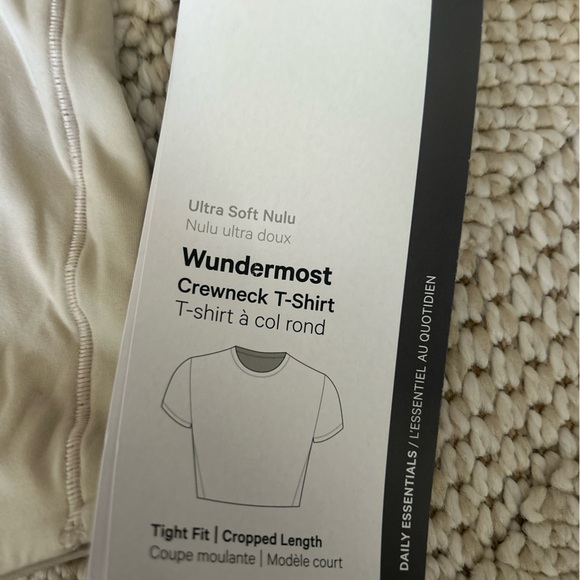 Ultra Soft Nulu
Nulu ultra doux
Wundermost
Crewneck T-Shirt
T-shirt à col rond
Tight Fit | Cropped Length
Coupe moulante | Modèle court
DAILY ESSENTIALS / L'ESSENTIEL AU QUOTIDIEN